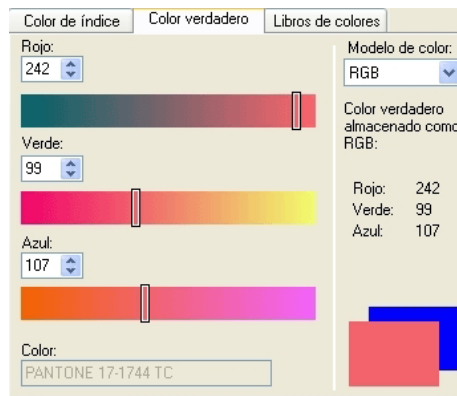 Color de índice
Color verdadero
Libros de colores
Rojo:
242
Verde:
99
Azul:
107
Color:
PANTONE 17-1744 TC
Modelo de color:
RGB
Color verdadero
almacenado como
RGB:
Rojo: 242
Verde: 99
Azul: 107